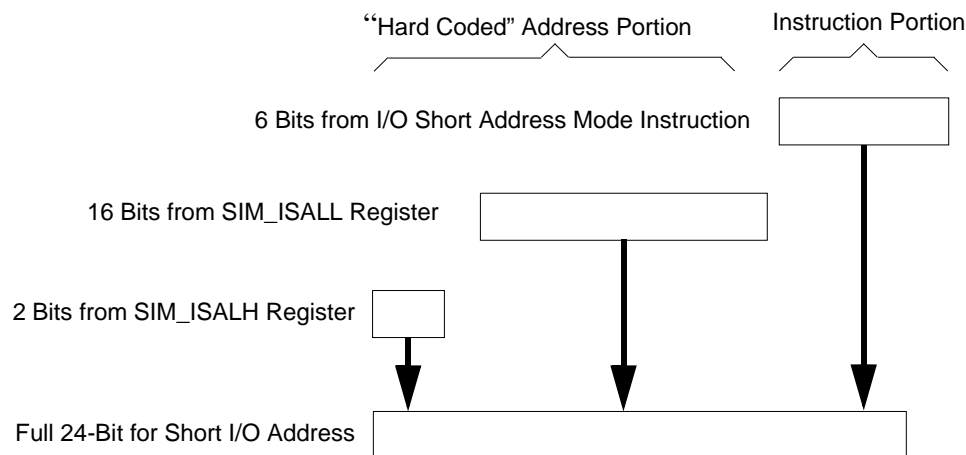 “Hard Coded” Address Portion
Instruction Portion
6 Bits from I/O Short Address Mode Instruction
16 Bits from SIM_ISALL Register
2 Bits from SIM_ISALH Register
Full 24-Bit for Short I/O Address